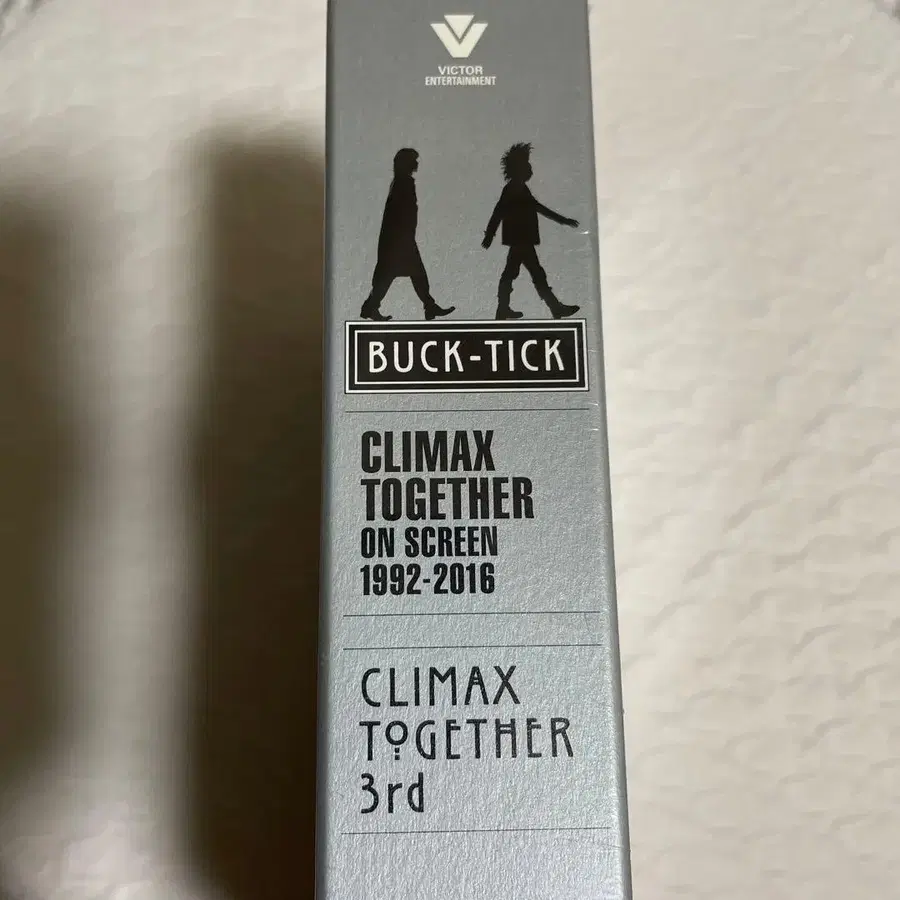 VICTOR
ENTERTAINMENT
BUCK-TICK
CLIMAX
TOGETHER
ON SCREEN
1992-2016
CLIMAX
TOGETHER
3rd